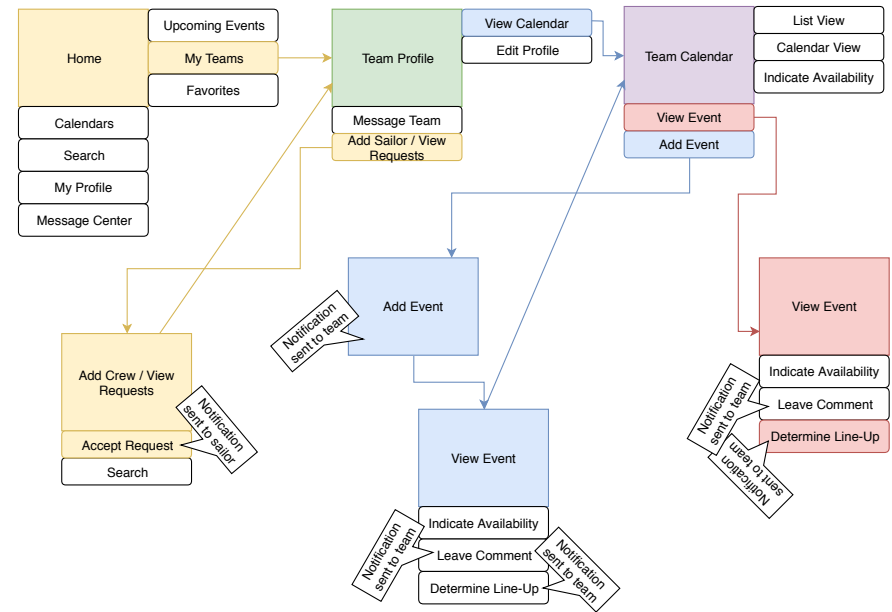 Home
Upcoming Events
My Teams
Favorites
Calendars
Search
My Profile
Message Center
Team Profile
View Calendar
Edit Profile
Message Team
Add Sailor / View
Requests
Team Calendar
List View
Calendar View
Indicate Availability
View Event
Add Event
Add Event
Notification
sent to team
View Event
Indicate Availability
Leave Comment
Determine Line-Up
Notification
sent to team
Notification
sent to team
Add Crew / View
Requests
Accept Request
Search
Notification
sent to sailor
View Event
Indicate Availability
Leave Comment
Determine Line-Up
Notification
sent to team
Notification
sent to team